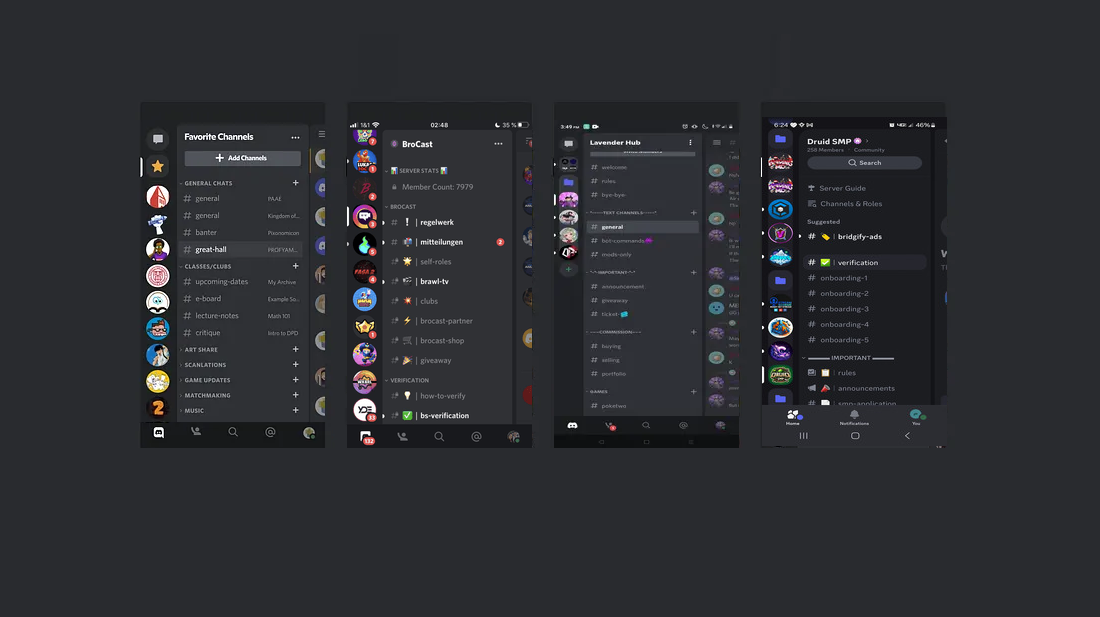 Favorite Channels
Add Channels
GENERAL CHATS
general PAAE
general Kingdom of...
banter Pixonomicon
great-hall PROFYAM...
CLASSES/CLUBS
upcoming-dates My Archive
e-board Example So...
lecture-notes Math 101
critique Intro to DPD
ART SHARE
SCANLATIONS
GAME UPDATES
MATCHMAKING
MUSIC
1&1 02:48 35 %
BroCast
SERVER STATS
Member Count: 7979
BROCAST
regelwerk
mitteilungen 2
self-roles
brawl-tv
clubs
brocast-partner
brocast-shop
giveaway
VERIFICATION
how-to-verify
bs-verification
YDE
132
3:49 PM
Lavender Hub
welcome
roles
bye-bye-
TEXT CHANNELS
general
bot-commands
mods-only
IMPORTANT
announcement
giveaway
ticket-
COMMISSION
buying
selling
portfolio
GAMES
poketwo
6:24 46%
Druid SMP
258 Members Community
Search
Server Guide
Channels & Roles
Suggested
bridgify-ads
verification
onboarding-1
onboarding-2
onboarding-3
onboarding-4
onboarding-5
IMPORTANT
rules
announcements
smp-application
Home Notifications You